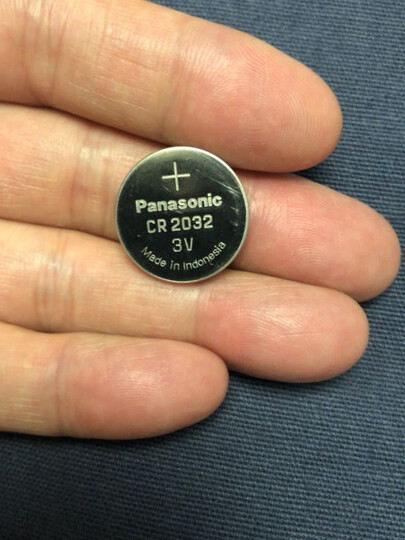 +
Panasonic
CR 2032
3V
Made in Indonesia